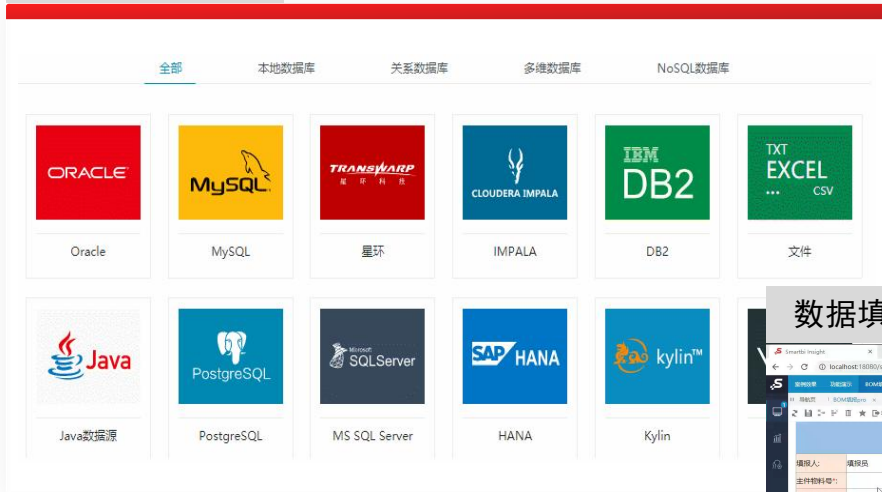 全部 本地数据库 关系数据库 多维数据库 NoSQL数据库
ORACLE
MySQL
TRANSWARP
星环科技
CLOUDERA IMPALA
IBM
DB2
TXT
EXCEL
... CSV
Oracle MySQL 星环 IMPALA DB2 文件
Java
PostgreSQL
Microsoft
SQLServer
SAP HANA
kylin™
V
Java数据源 PostgreSQL MS SQL Server HANA Kylin
数据填
Smartbi Insight
localhost:18080/
填报人: 填报员
主件物料号*: